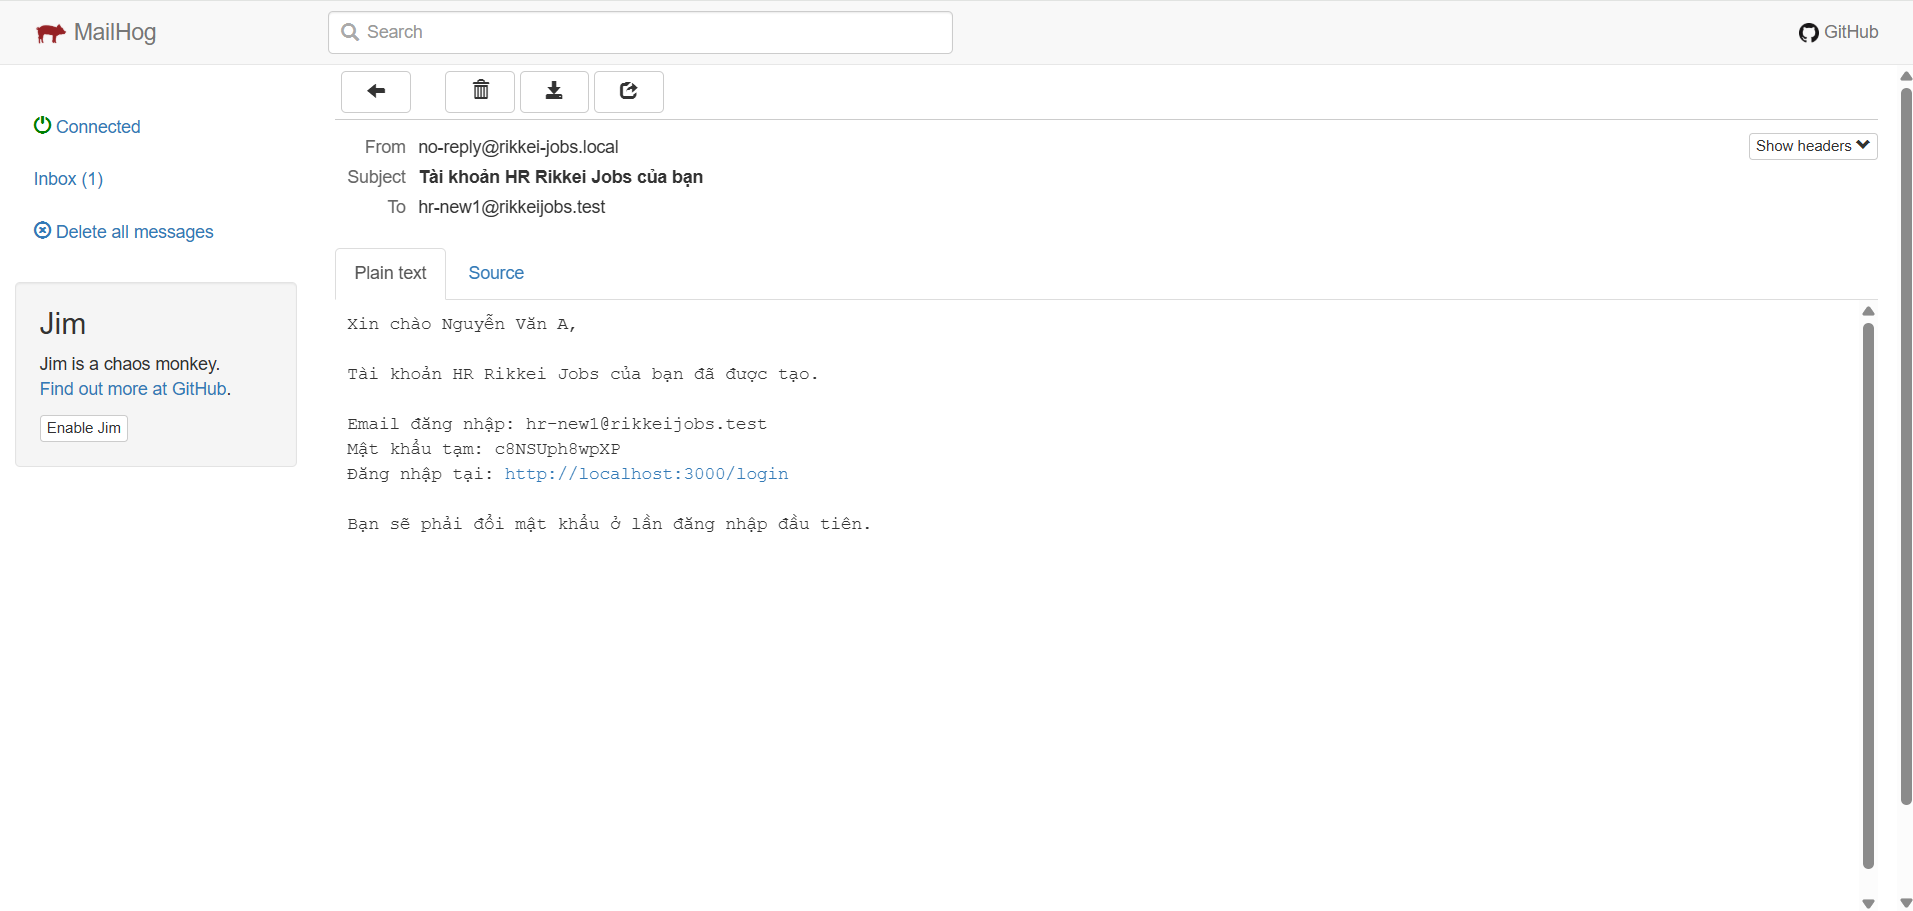 MailHog
Search
GitHub
Connected
Inbox (1)
Delete all messages
Jim
Jim is a chaos monkey.
Find out more at GitHub.
Enable Jim
From no-reply@rikkei-jobs.local
Show headers
Subject Tài khoản HR Rikkei Jobs của bạn
To hr-new1@rikkeijobs.test
Plain text Source
Xin chào Nguyễn Văn A,
Tài khoản HR Rikkei Jobs của bạn đã được tạo.
Email đăng nhập: hr-new1@rikkeijobs.test
Mật khẩu tạm: c8NSUph8wpXP
Đăng nhập tại: http://localhost:3000/login
Bạn sẽ phải đổi mật khẩu ở lần đăng nhập đầu tiên.